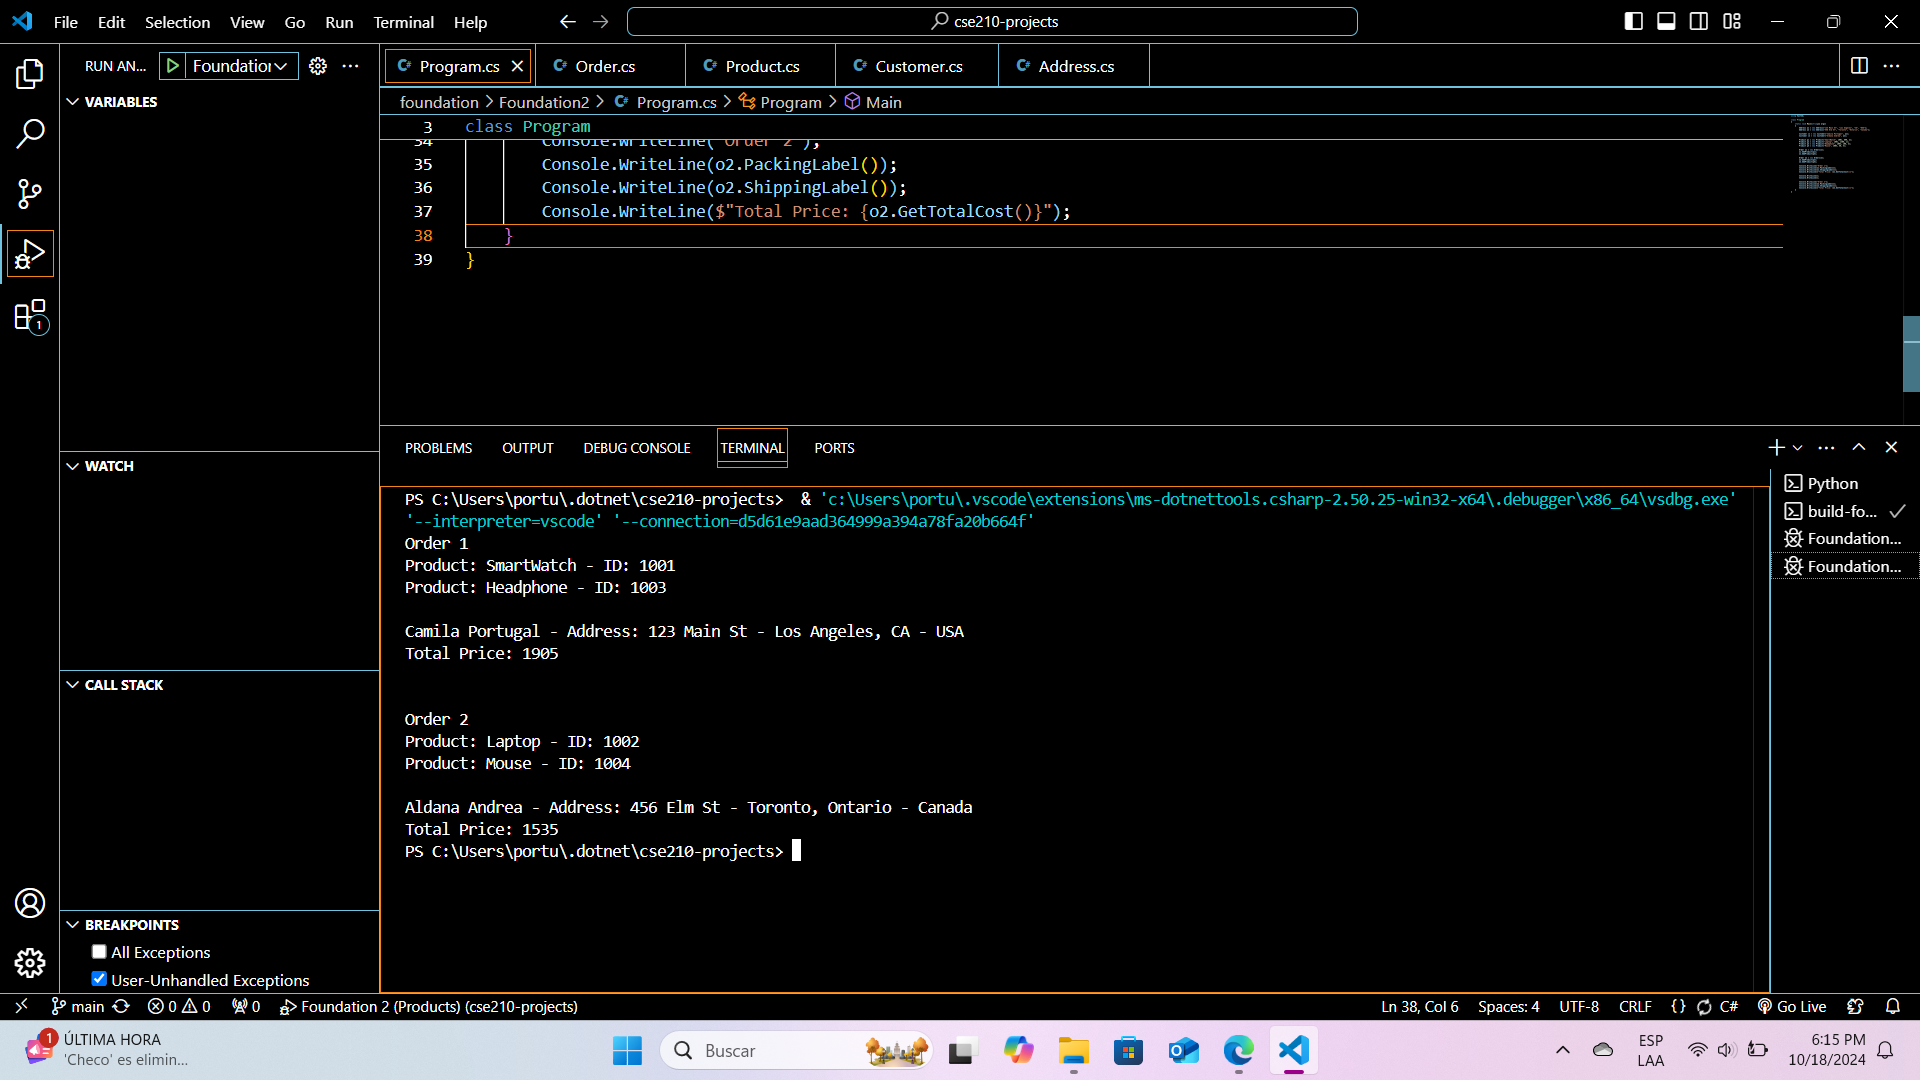 File Edit Selection View Go Run Terminal Help
cse210-projects
RUN AN... Foundation
Program.cs Order.cs Product.cs Customer.cs Address.cs
foundation > Foundation2 > Program.cs > Program > Main
VARIABLES
3 class Program
34 Console.WriteLine("Order 2");
35 Console.WriteLine(o2.PackingLabel());
36 Console.WriteLine(o2.ShippingLabel());
37 Console.WriteLine($"Total Price: {o2.GetTotalCost()}");
38 }
39 }
1
WATCH
CALL STACK
BREAKPOINTS
All Exceptions
User-Unhandled Exceptions
PROBLEMS OUTPUT DEBUG CONSOLE TERMINAL PORTS
PS C:\Users\portu\.dotnet\cse210-projects>  & 'c:\Users\portu\.vscode\extensions\ms-dotnettools.csharp-2.50.25-win32-x64\.debugger\x86_64\vsdbg.exe'
'--interpreter=vscode' '--connection=d5d61e9aad364999a394a78fa20b664f'
Order 1
Product: SmartWatch - ID: 1001
Product: Headphone - ID: 1003
Camila Portugal - Address: 123 Main St - Los Angeles, CA - USA
Total Price: 1905
Order 2
Product: Laptop - ID: 1002
Product: Mouse - ID: 1004
Aldana Andrea - Address: 456 Elm St - Toronto, Ontario - Canada
Total Price: 1535
PS C:\Users\portu\.dotnet\cse210-projects>
Python
build-fo...
Foundation...
Foundation...
main 0 0 0 Foundation 2 (Products) (cse210-projects) Ln 38, Col 6 Spaces: 4 UTF-8 CRLF {} C# Go Live
1 ÚLTIMA HORA
'Checo' es elimin...
Buscar
ESP
LAA
6:15 PM
10/18/2024